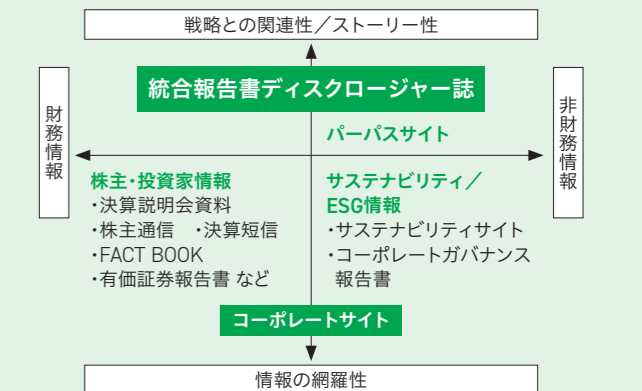 戦略との関連性／ストーリー性
統合報告書ディスクロージャー誌
財務情報
非財務情報
パーパスサイト
株主・投資家情報
・決算説明会資料
・株主通信　・決算短信
・FACT BOOK
・有価証券報告書 など
サステナビリティ／
ESG情報
・サステナビリティサイト
・コーポレートガバナンス
報告書
コーポレートサイト
情報の網羅性